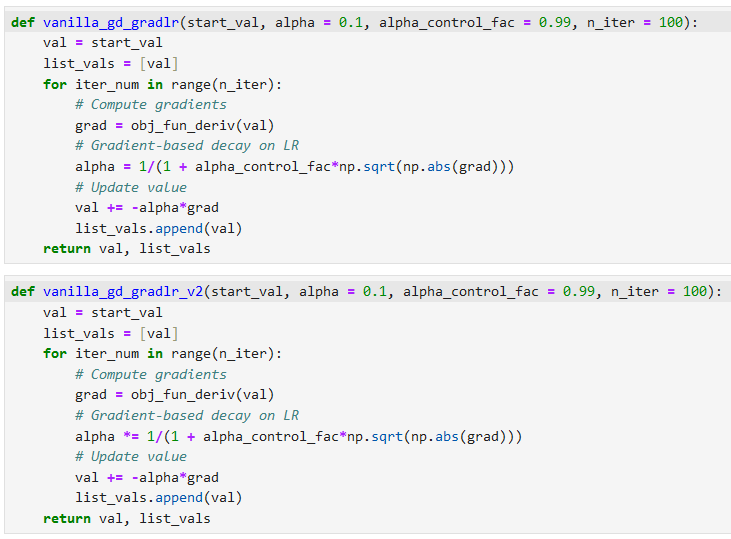 def vanilla_gd_gradlr(start_val, alpha = 0.1, alpha_control_fac = 0.99, n_iter = 100):
    val = start_val
    list_vals = [val]
    for iter_num in range(n_iter):
        # Compute gradients
        grad = obj_fun_deriv(val)
        # Gradient-based decay on LR
        alpha = 1/(1 + alpha_control_fac*np.sqrt(np.abs(grad)))
        # Update value
        val += -alpha*grad
        list_vals.append(val)
    return val, list_vals
def vanilla_gd_gradlr_v2(start_val, alpha = 0.1, alpha_control_fac = 0.99, n_iter = 100):
    val = start_val
    list_vals = [val]
    for iter_num in range(n_iter):
        # Compute gradients
        grad = obj_fun_deriv(val)
        # Gradient-based decay on LR
        alpha *= 1/(1 + alpha_control_fac*np.sqrt(np.abs(grad)))
        # Update value
        val += -alpha*grad
        list_vals.append(val)
    return val, list_vals